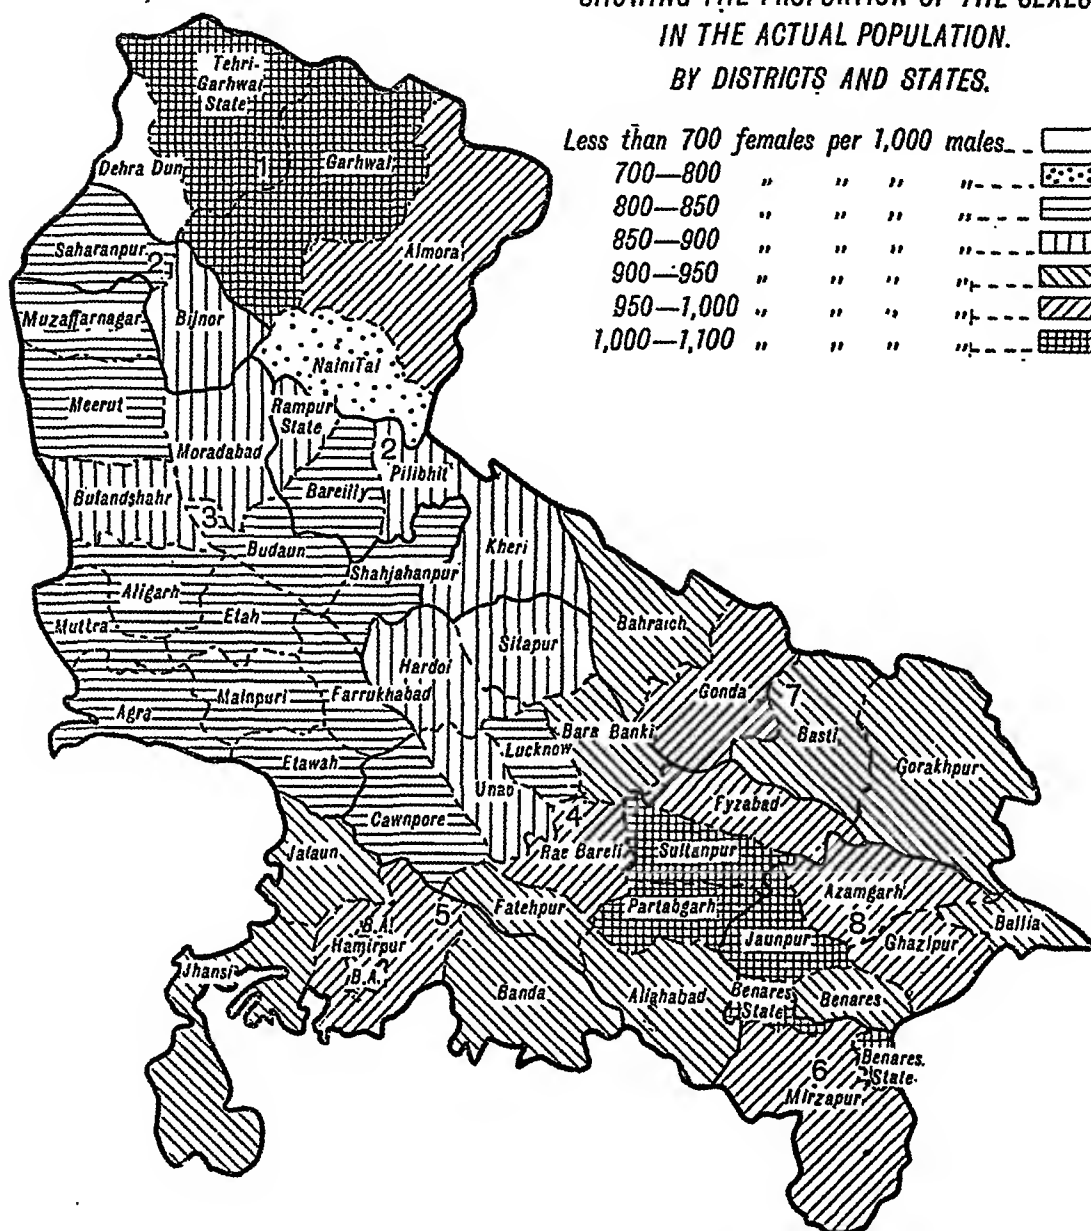 SHOWING THE PROPORTION OF THE SEXES
IN THE ACTUAL POPULATION.
BY DISTRICTS AND STATES.
Less than 700 females per 1,000 males
700—800 " " " "
800—850 " " " "
850—900 " " " "
900—950 " " " "
950—1,000 " " " "
1,000—1,100 " " " "
Tehri-
Garhwal
State
1
Garhwal
Dehra Dun
Almora
Saharanpur
2
Muzaffarnagar
Bijnor
Naini Tal
Meerut
Rampur
State
Moradabad
2
Pilibhit
Bareilly
Bulandshahr
3
Budaun
Shahjahanpur
Kheri
Aligarh
Etah
Muttra
Bahraich
Sitapur
Hardoi
Mainpuri
Farrukhabad
Agra
Gonda
7
Basti
Bara Banki
Lucknow
Gorakhpur
Etawah
Unao
Fyzabad
Cawnpore
4
Rae Bareli
Sultanpur
Jalaun
Azamgarh
Partabgarh
Fatehpur
5
B.A.
Hamirpur
B.A.
8
Jaunpur
Ghazipur
Ballia
Jhansi
Banda
Allahabad
Benares
State
Benares
Benares
State
6
Mirzapur